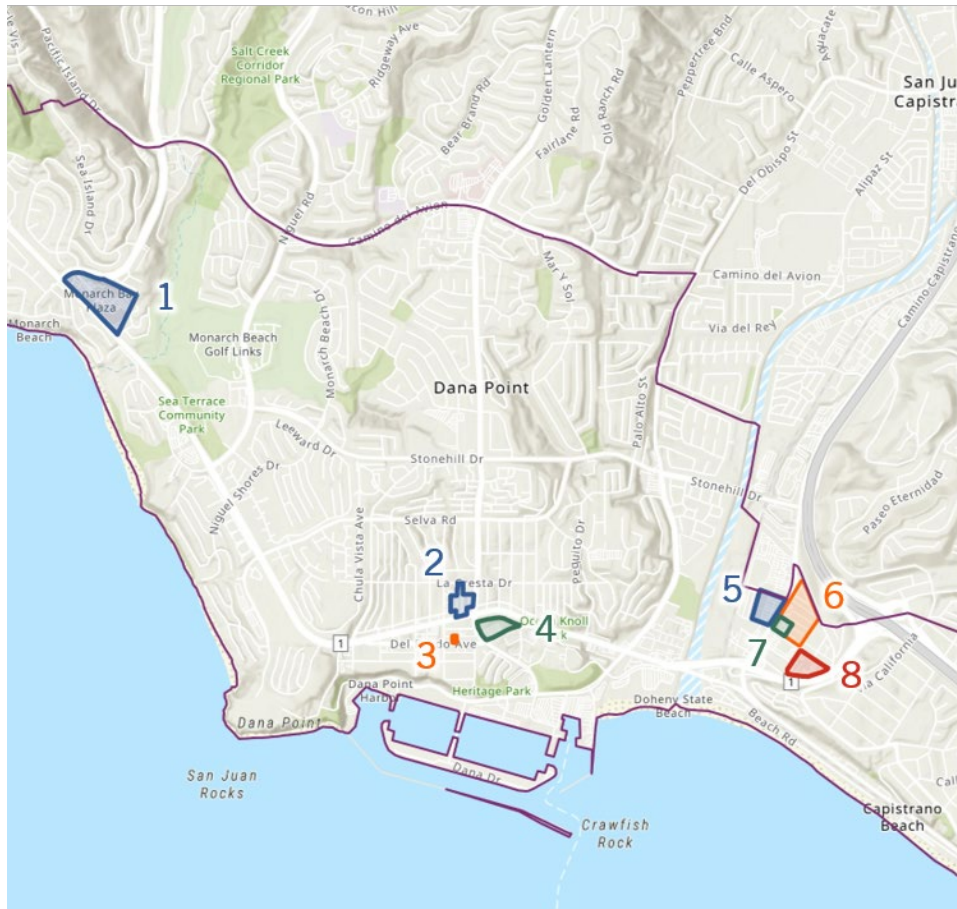 Pacific Island Dr
Salt Creek
Corridor
Regional Park
Ridgeway Ave
Bear Brand Rd
Golden Lantern
Fairlane Rd
Old Ranch Rd
Peppertree Bnd
Calle Aspero
Del Obispo St
Alipaz St
San Ju
Capistra
Sea Island Dr
Niguel Rd
Camino del Avion
Mar Y Sol
Camino del Avion
Camino Capistrano
Via del Rey
1
Monarch Bay
Plaza
Monarch
Beach
Monarch Beach
Golf Links
Monarch Beach Dr
Dana Point
Palo Alto St
Sea Terrace
Community
Park
Leeward Dr
Stonehill Dr
Stonehill Dr
Paseo Eternidad
Niguel Shores Dr
Chula Vista Ave
Selva Rd
Pequito Dr
2
5
6
4
3
7
8
1
1
Dana Point
Heritage Park
Doheny State
Beach
Beach Rd
Dana Point
Dana Dr
San Juan
Rocks
Crawfish
Rock
Capistrano
Beach